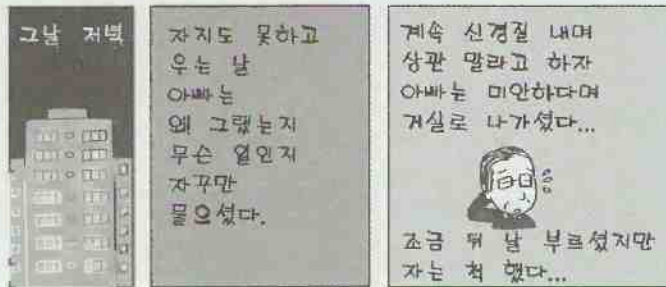 그날 저녁
자지도 못하고
우는 날
아빠는
왜 그랬는지
무슨 일인지
자꾸만
물으셨다.
계속 신경질 내며
상관 말라고 하자
아빠는 미안하다며
거실로 나가셨다...
조금 뒤 날 부르셨지만
자는 척 했다...